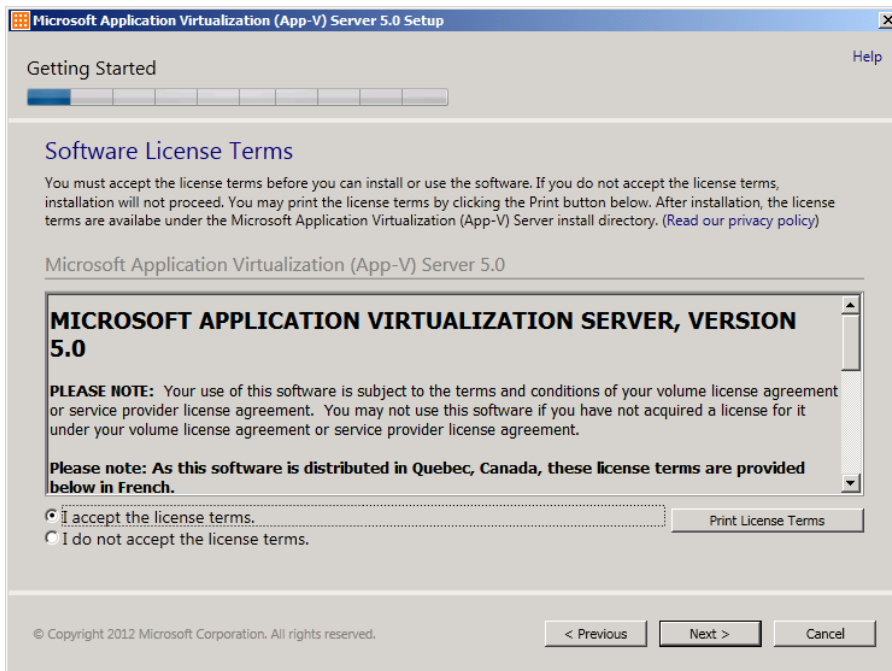 Microsoft Application Virtualization (App-V) Server 5.0 Setup
Help
Getting Started
Software License Terms
You must accept the license terms before you can install or use the software. If you do not accept the license terms,
installation will not proceed. You may print the license terms by clicking the Print button below. After installation, the license
terms are availabe under the Microsoft Application Virtualization (App-V) Server install directory. (Read our privacy policy)
Microsoft Application Virtualization (App-V) Server 5.0
MICROSOFT APPLICATION VIRTUALIZATION SERVER, VERSION
5.0
PLEASE NOTE: Your use of this software is subject to the terms and conditions of your volume license agreement
or service provider license agreement. You may not use this software if you have not acquired a license for it
under your volume license agreement or service provider license agreement.
Please note: As this software is distributed in Quebec, Canada, these license terms are provided
below in French.
I accept the license terms.
Print License Terms
I do not accept the license terms.
© Copyright 2012 Microsoft Corporation. All rights reserved.
< Previous
Next >
Cancel